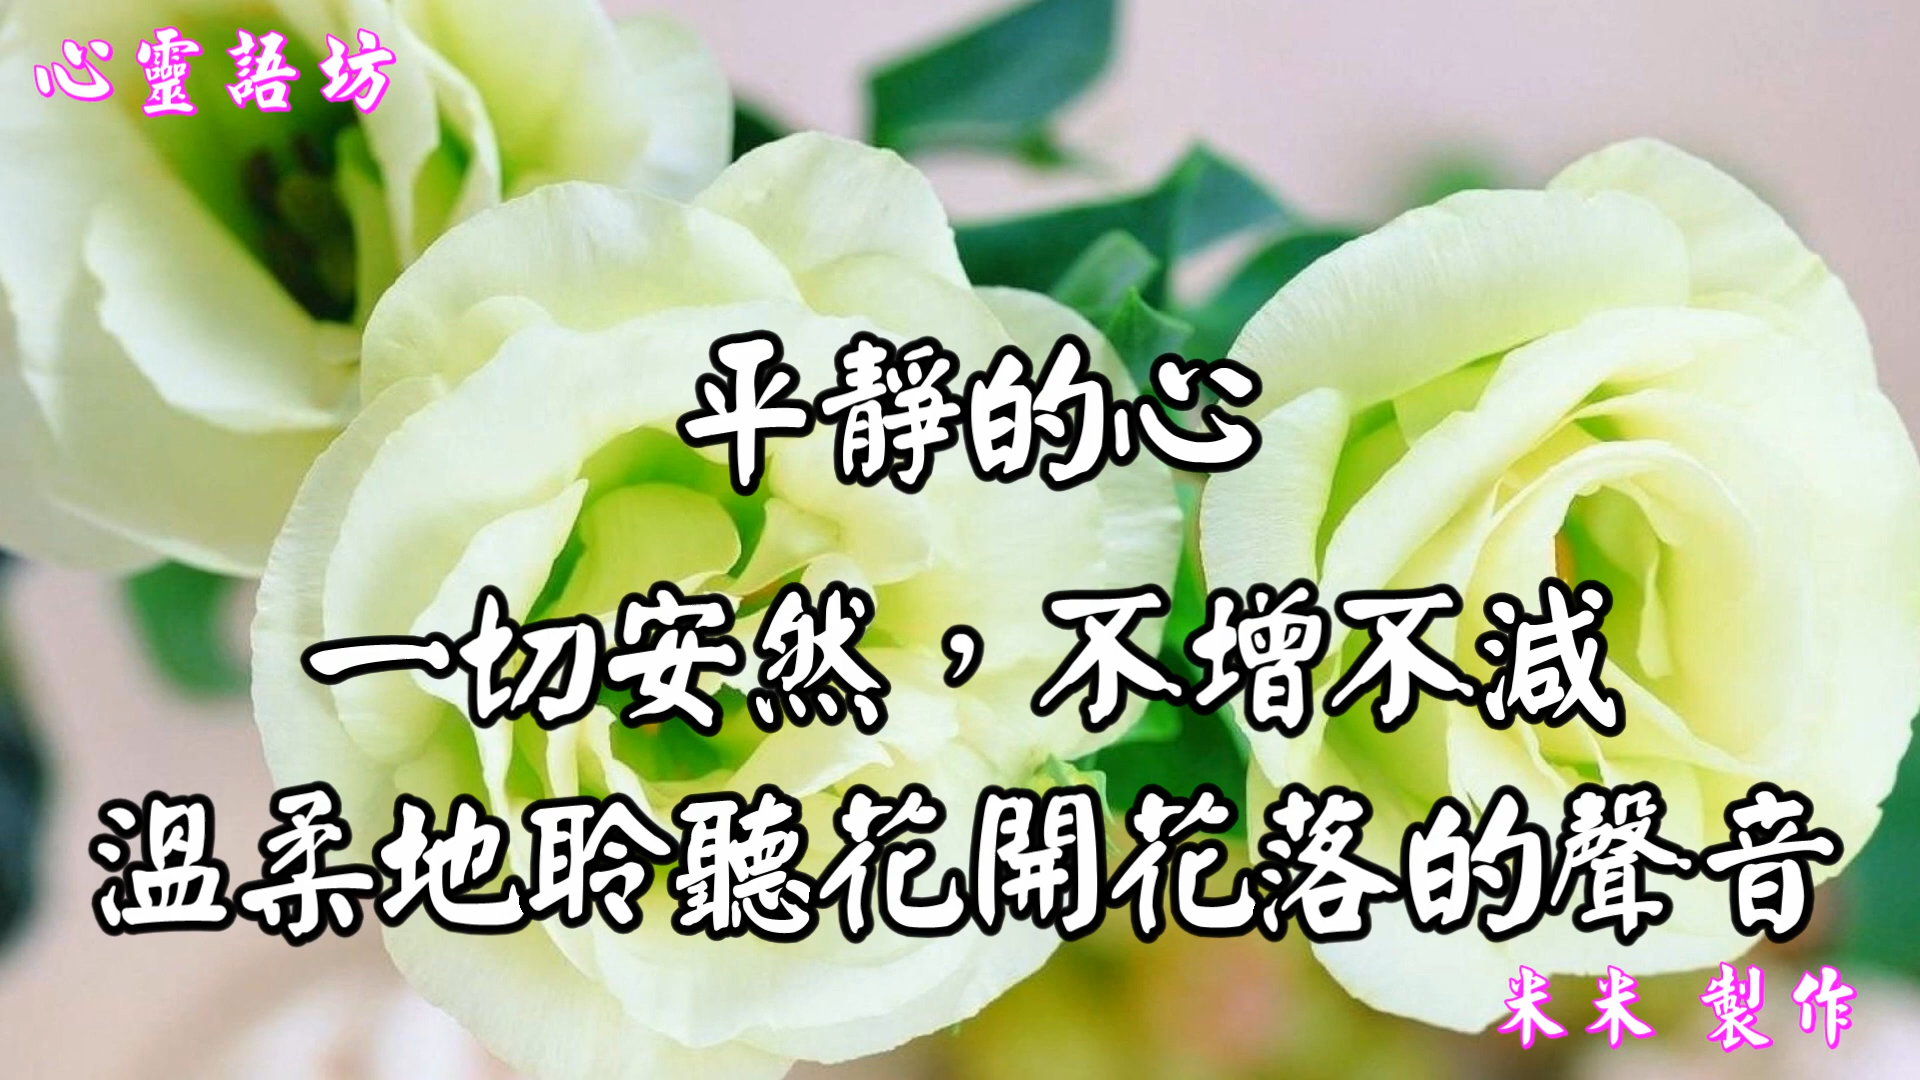 心靈語坊
平靜的心
一切安然，不增不減
溫柔地聆聽花開花落的聲音
米米 製作